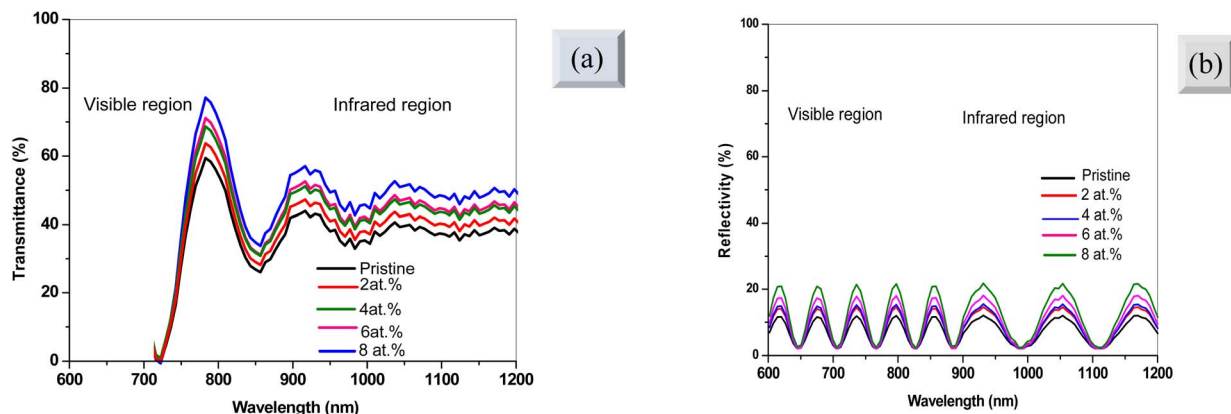 100
80
60
40
20
0
Transmittance (%)
Visible region
Infrared region
Pristine
2at.%
4at.%
6at.%
8 at.%
600 700 800 900 1000 1100 1200
Wavelength (nm)
(a)
100
80
60
40
20
0
Reflectivity (%)
Visible region
Infrared region
Pristine
2 at.%
4 at.%
6 at.%
8 at.%
600 700 800 900 1000 1100 1200
Wavelength (nm)
(b)